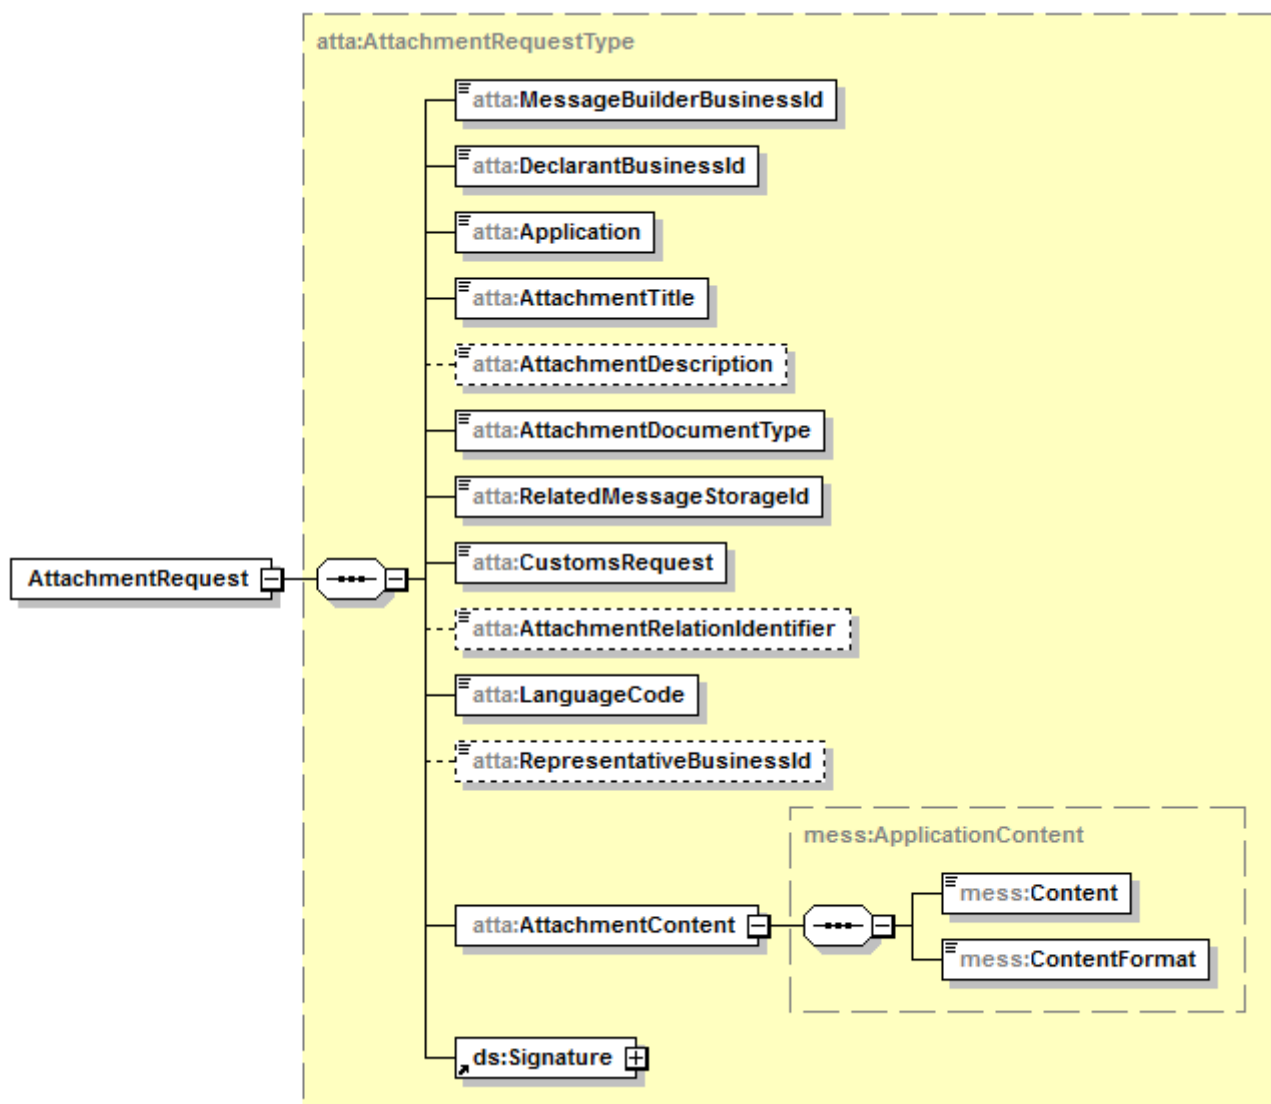 atta:AttachmentRequestType
atta:MessageBuilderBusinessId
atta:DeclarantBusinessId
atta:Application
atta:AttachmentTitle
atta:AttachmentDescription
atta:AttachmentDocumentType
atta:RelatedMessageStorageId
atta:CustomsRequest
AttachmentRequest
atta:AttachmentRelationIdentifier
atta:LanguageCode
atta:RepresentativeBusinessId
mess:ApplicationContent
mess:Content
atta:AttachmentContent
mess:ContentFormat
ds:Signature